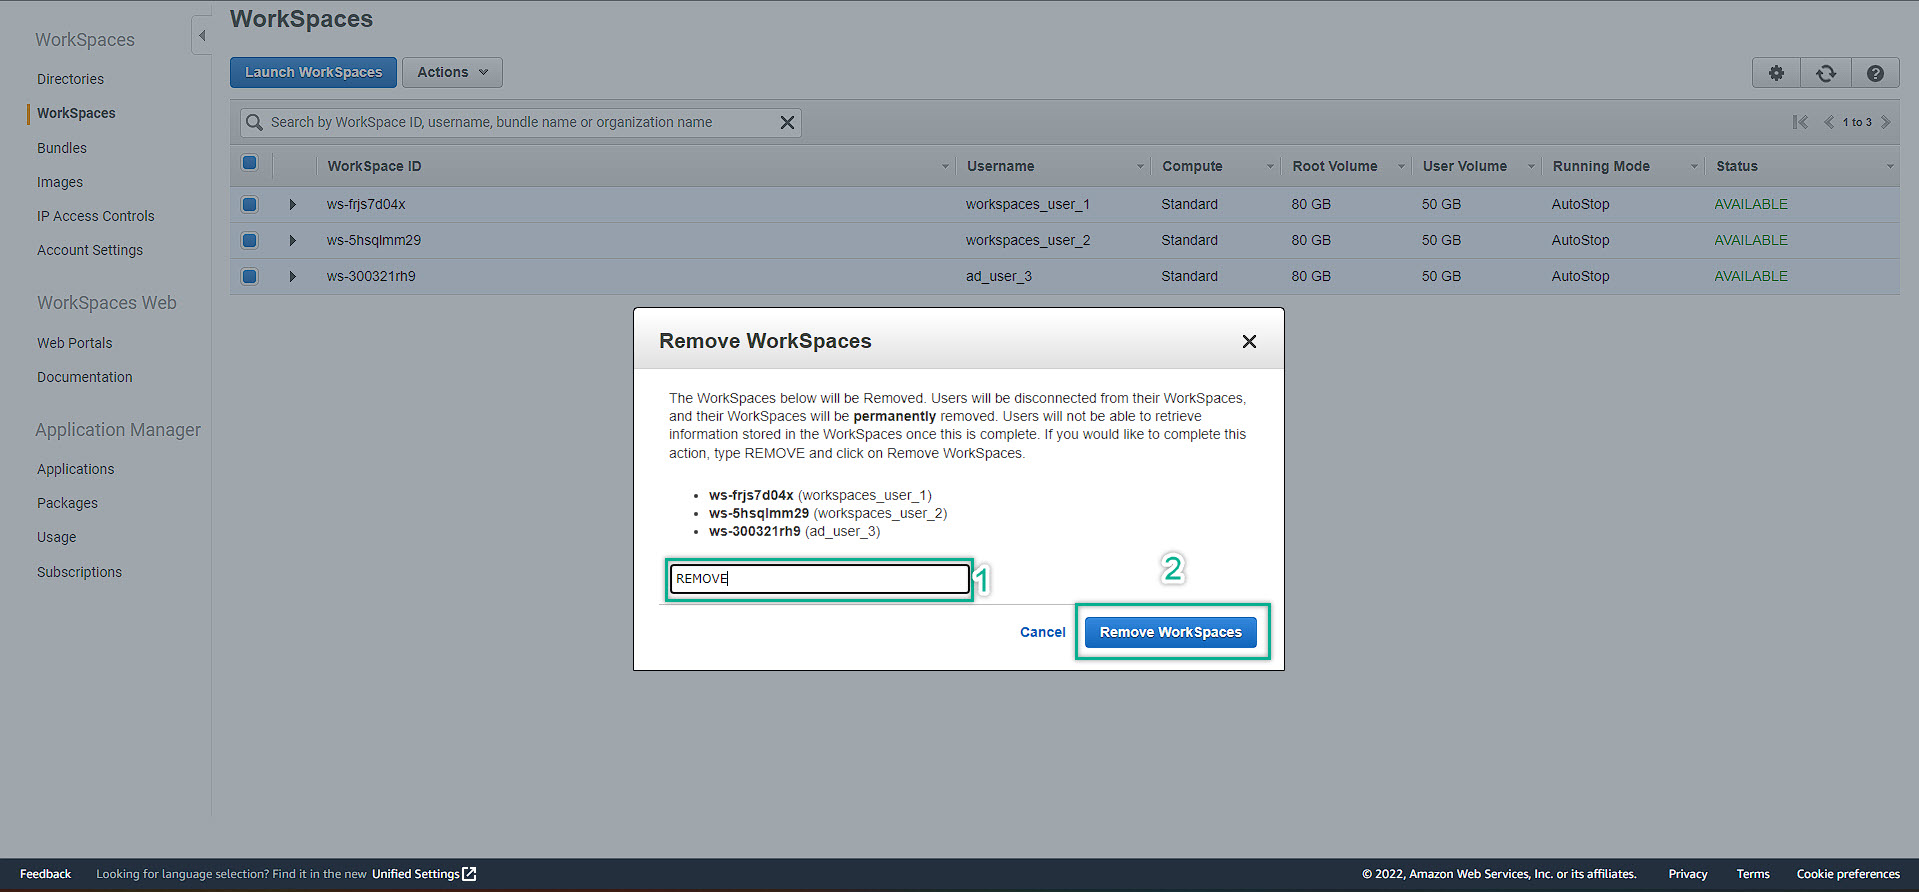 WorkSpaces
WorkSpaces
Directories
WorkSpaces
Bundles
Images
IP Access Controls
Account Settings
WorkSpaces Web
Web Portals
Documentation
Application Manager
Applications
Packages
Usage
Subscriptions
Launch WorkSpaces Actions
Search by WorkSpace ID, username, bundle name or organization name
1 to 3
WorkSpace ID Username Compute Root Volume User Volume Running Mode Status
ws-frjs7d04x workspaces_user_1 Standard 80 GB 50 GB AutoStop AVAILABLE
ws-5hsqlmm29 workspaces_user_2 Standard 80 GB 50 GB AutoStop AVAILABLE
ws-300321rh9 ad_user_3 Standard 80 GB 50 GB AutoStop AVAILABLE
Remove WorkSpaces
The WorkSpaces below will be Removed. Users will be disconnected from their WorkSpaces,
and their WorkSpaces will be permanently removed. Users will not be able to retrieve
information stored in the WorkSpaces once this is complete. If you would like to complete this
action, type REMOVE and click on Remove WorkSpaces.
• ws-frjs7d04x (workspaces_user_1)
• ws-5hsqlmm29 (workspaces_user_2)
• ws-300321rh9 (ad_user_3)
REMOVE 1
2
Cancel Remove WorkSpaces
Feedback Looking for language selection? Find it in the new Unified Settings © 2022, Amazon Web Services, Inc. or its affiliates. Privacy Terms Cookie preferences